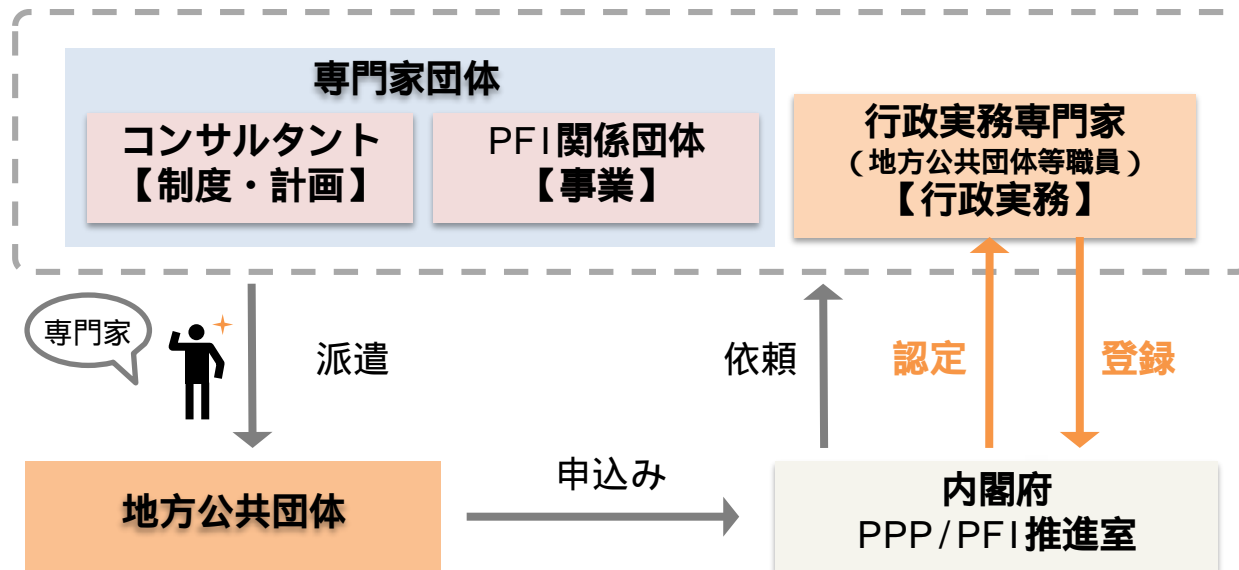 専門家団体
コンサルタント
【制度・計画】
PFI関係団体
【事業】
行政実務専門家
(地方公共団体等職員)
【行政実務】
専門家
派遣
依頼
認定
登録
地方公共団体
申込み
内閣府
PPP/PFI推進室